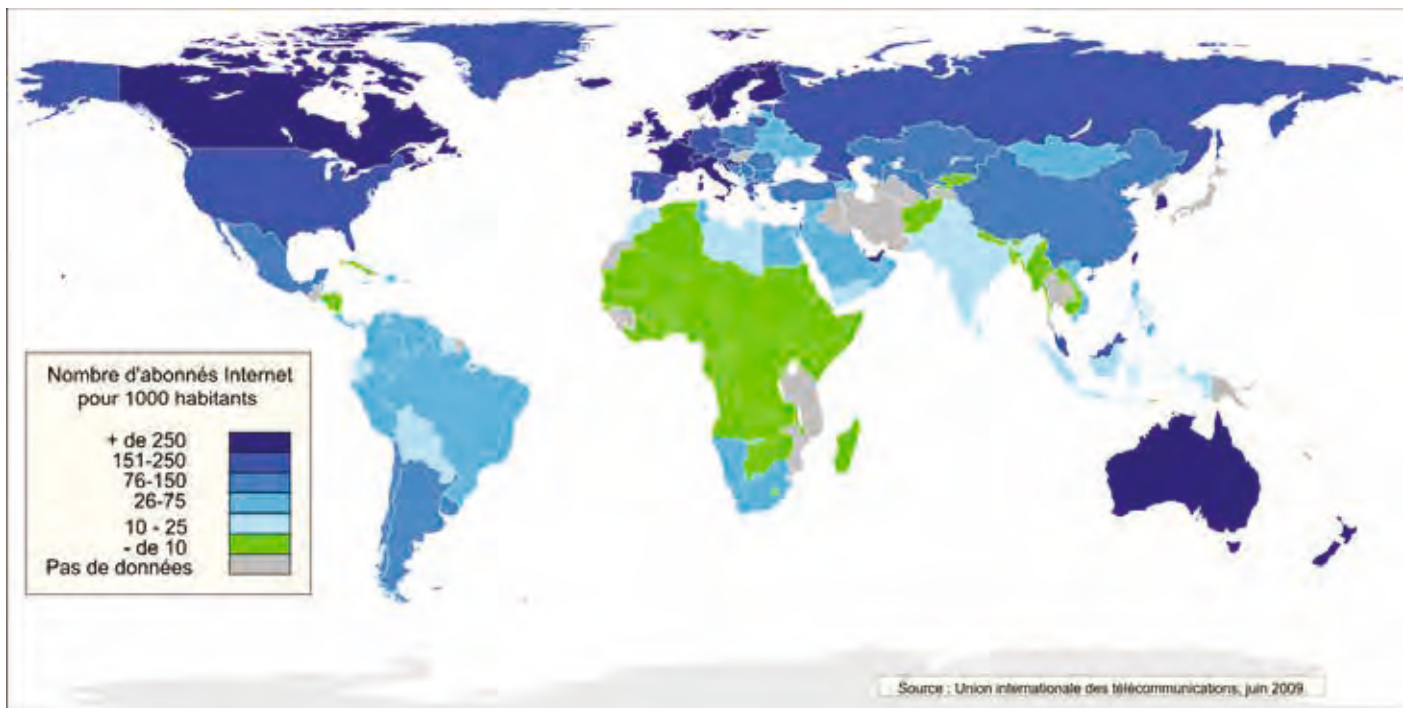 Nombre d'abonnés Internet
pour 1000 habitants
+ de 250
151-250
76-150
26-75
10 - 25
- de 10
Pas de données
Source : Union internationale des télécommunications, juin 2009